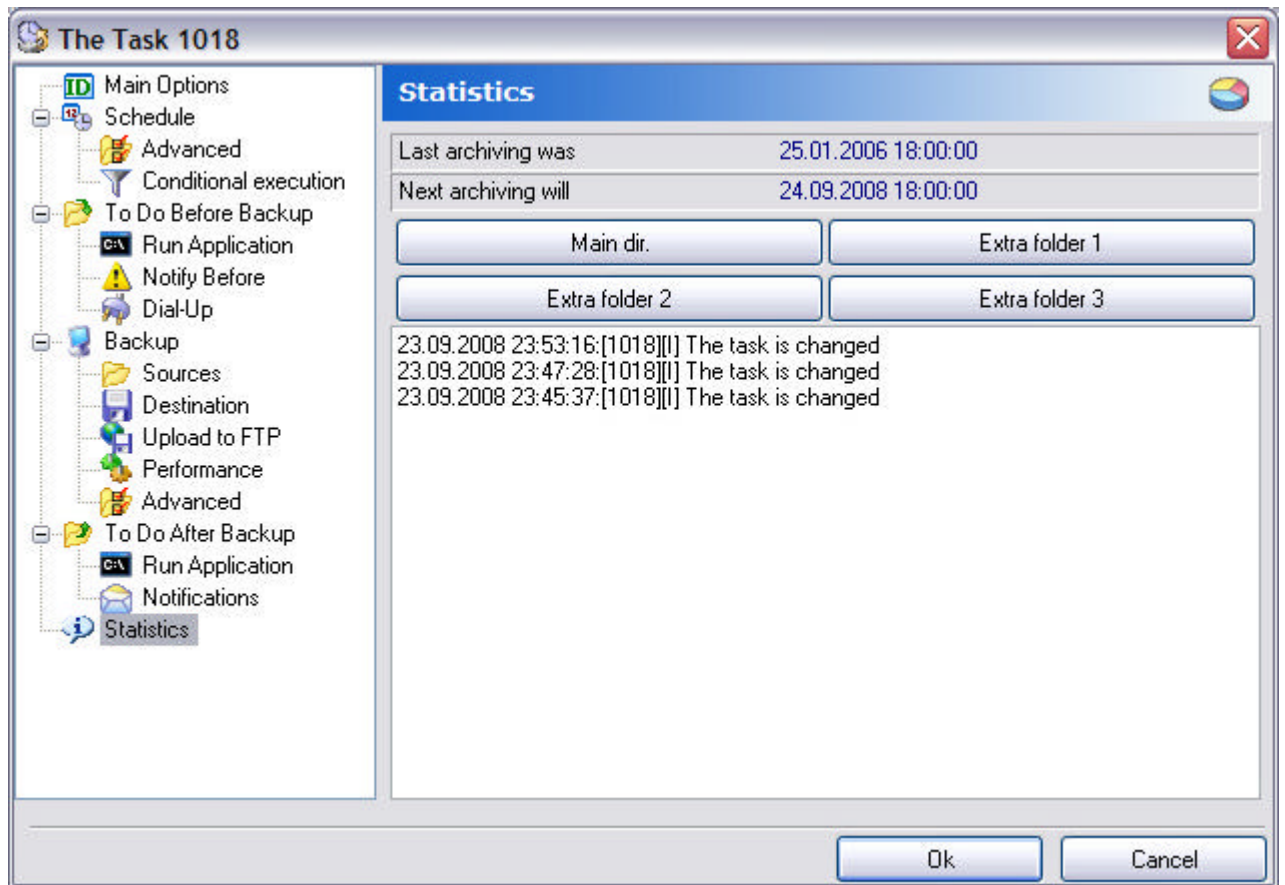 The Task 1018
ID Main Options
Schedule
Advanced
Conditional execution
To Do Before Backup
Run Application
Notify Before
Dial-Up
Backup
Sources
Destination
Upload to FTP
Performance
Advanced
To Do After Backup
Run Application
Notifications
Statistics
Statistics
Last archiving was 25.01.2006 18:00:00
Next archiving will 24.09.2008 18:00:00
Main dir. Extra folder 1
Extra folder 2 Extra folder 3
23.09.2008 23:53:16:[1018][I] The task is changed
23.09.2008 23:47:28:[1018][I] The task is changed
23.09.2008 23:45:37:[1018][I] The task is changed
Ok Cancel